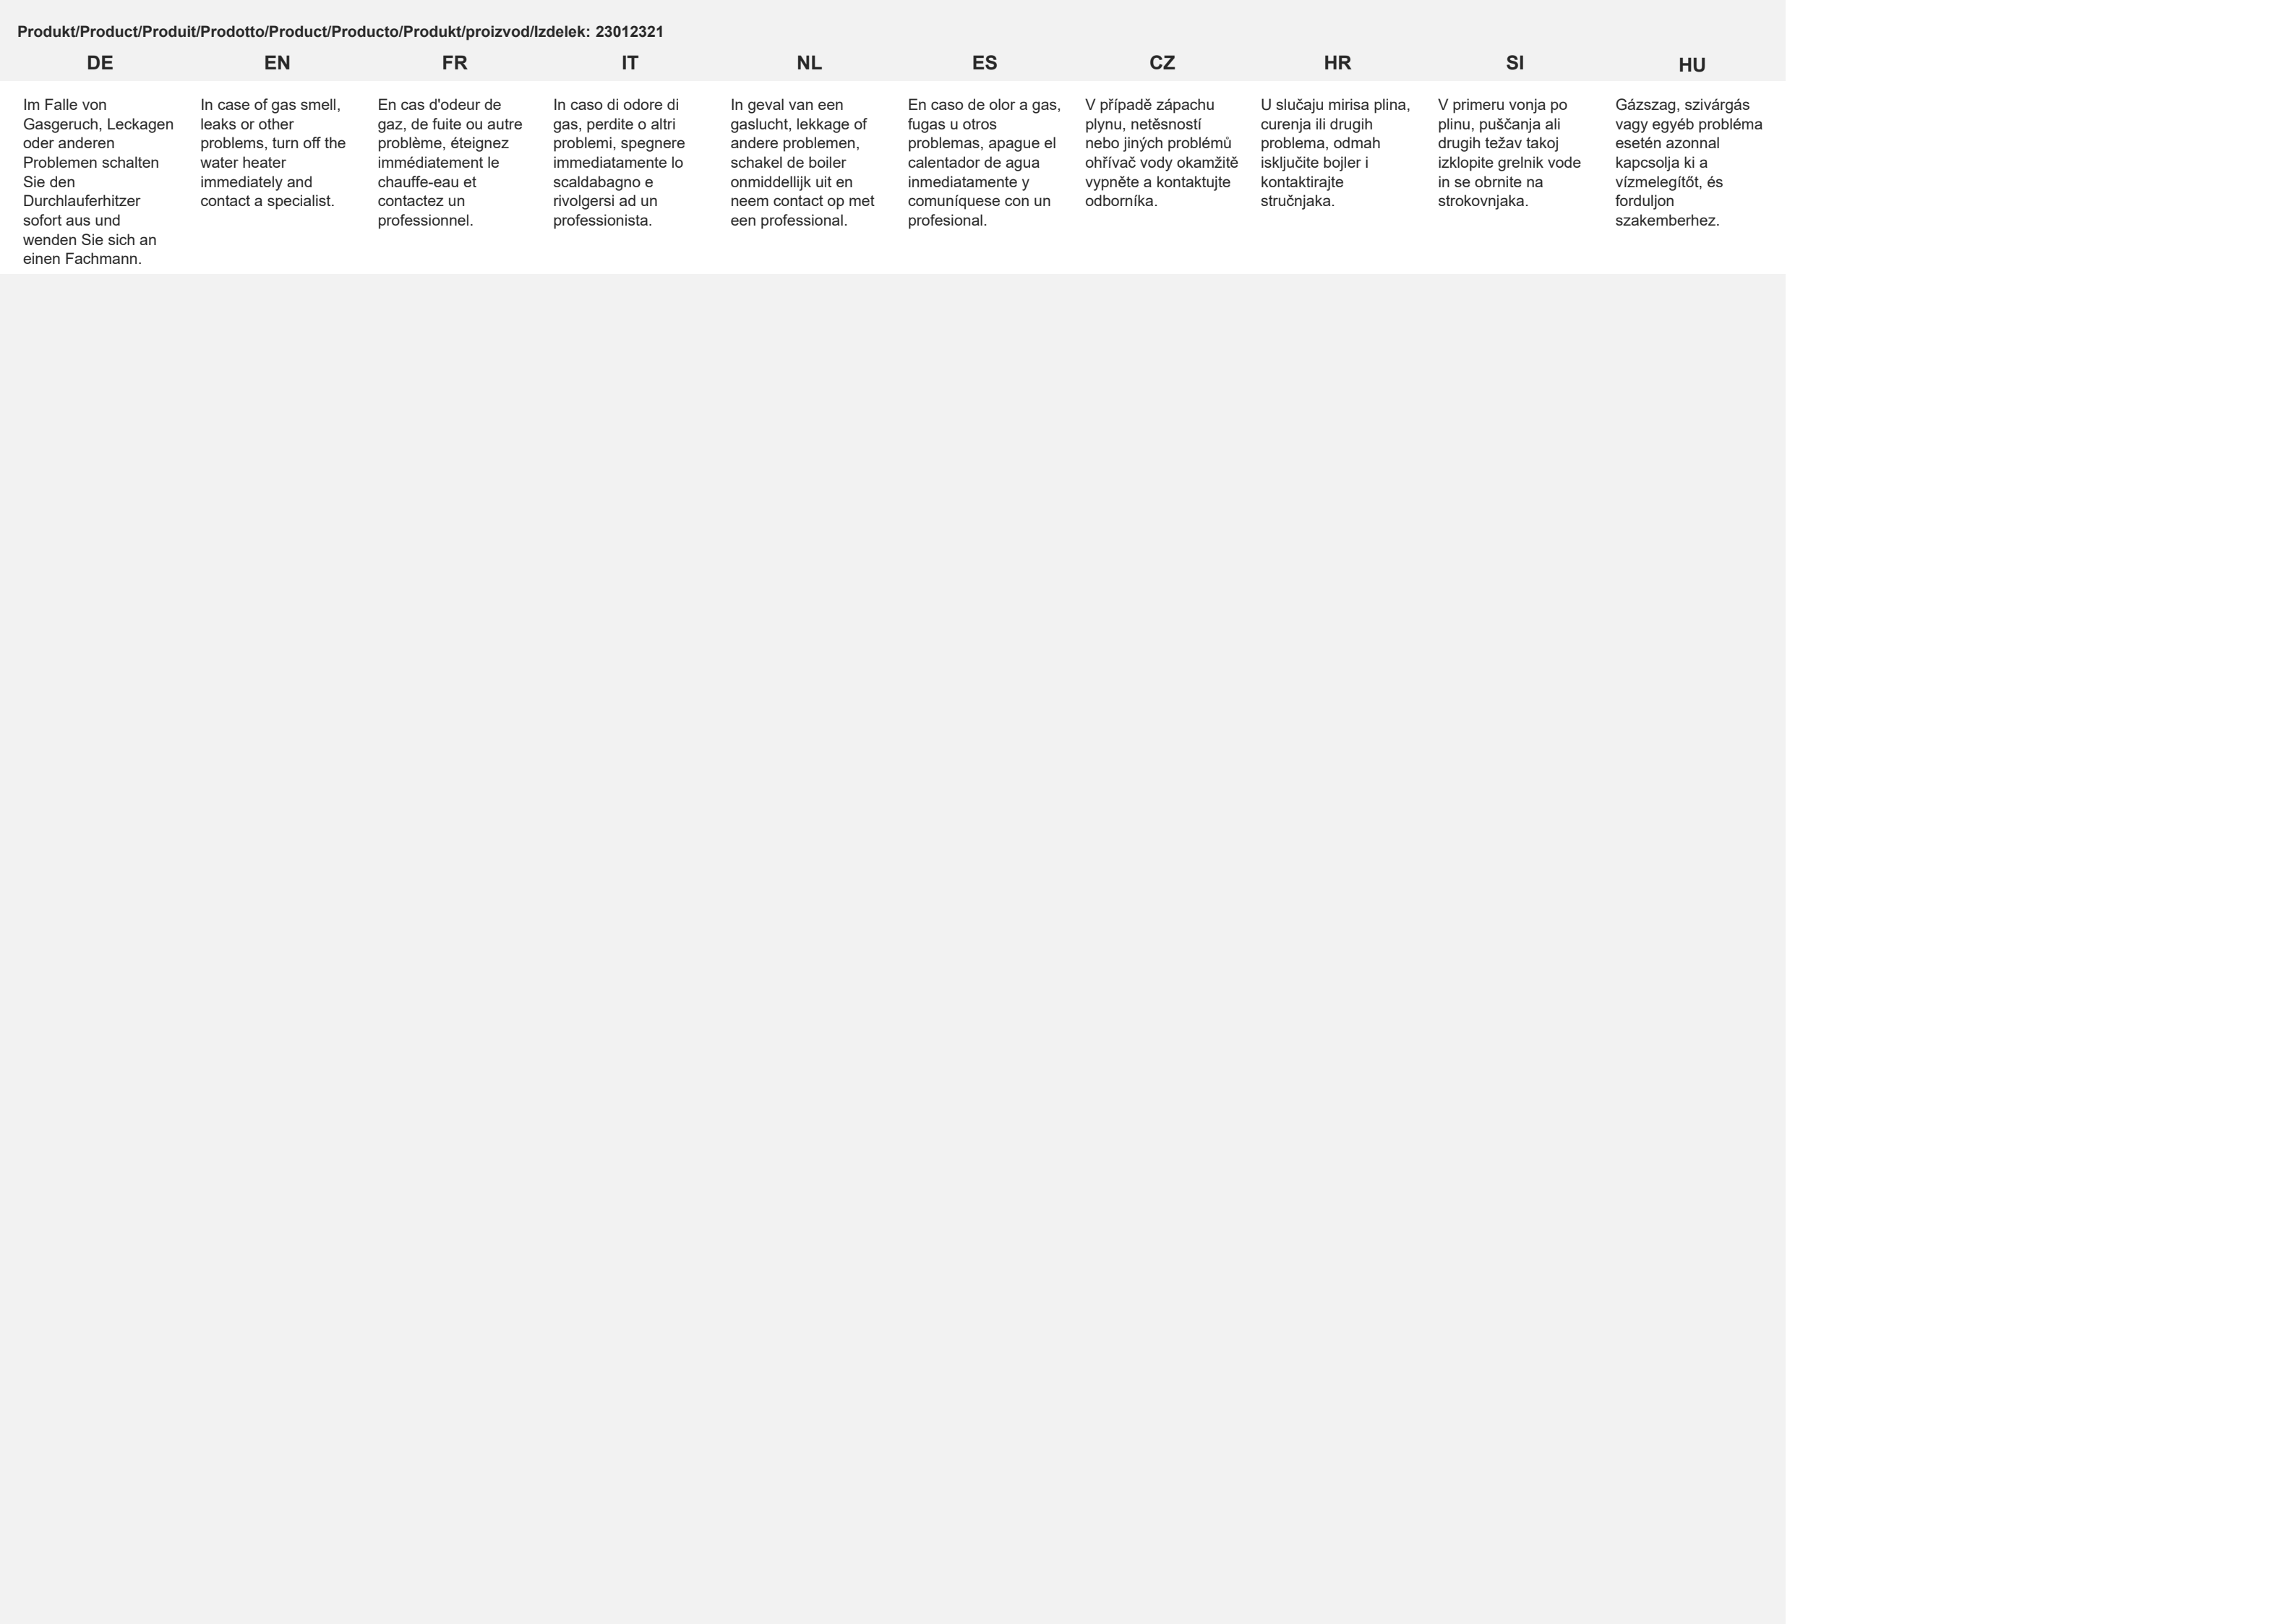 Produkt/Product/Produit/Prodotto/Product/Producto/Produkt/proizvod/Izdelek: 23012321
DE
Im Falle von
Gasgeruch, Leckagen
oder anderen
Problemen schalten
Sie den
Durchlauferhitzer
sofort aus und
wenden Sie sich an
einen Fachmann.
EN
In case of gas smell,
leaks or other
problems, turn off the
water heater
immediately and
contact a specialist.
FR
En cas d'odeur de
gaz, de fuite ou autre
problème, éteignez
immédiatement le
chauffe-eau et
contactez un
professionnel.
IT
In caso di odore di
gas, perdite o altri
problemi, spegnere
immediatamente lo
scaldabagno e
rivolgersi ad un
professionista.
NL
In geval van een
gaslucht, lekkage of
andere problemen,
schakel de boiler
onmiddellijk uit en
neem contact op met
een professional.
ES
En caso de olor a gas,
fugas u otros
problemas, apague el
calentador de agua
inmediatamente y
comuníquese con un
profesional.
CZ
V případě zápachu
plynu, netěsností
nebo jiných problémů
ohřívač vody okamžitě
vypněte a kontaktujte
odborníka.
HR
U slučaju mirisa plina,
curenja ili drugih
problema, odmah
isključite bojler i
kontaktirajte
stručnjaka.
SI
V primeru vonja po
plinu, puščanja ali
drugih težav takoj
izklopite grelnik vode
in se obrnite na
strokovnjaka.
HU
Gázszag, szivárgás
vagy egyéb probléma
esetén azonnal
kapcsolja ki a
vízmelegítőt, és
forduljon
szakemberhez.